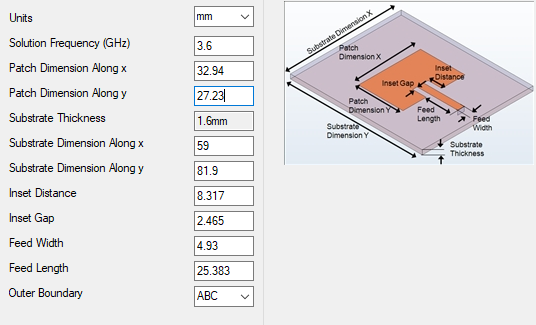 Units mm
Solution Frequency (GHz) 3.6
Patch Dimension Along x 32.94
Patch Dimension Along y 27.23
Substrate Thickness 1.6mm
Substrate Dimension Along x 59
Substrate Dimension Along y 81.9
Inset Distance 8.317
Inset Gap 2.465
Feed Width 4.93
Feed Length 25.383
Outer Boundary ABC
Substrate Dimension X
Patch
Dimension X
Inset
Distance
Inset Gap
Patch
Dimension Y
Feed
Length
Feed
Width
Substrate
Dimension Y
Substrate
Thickness